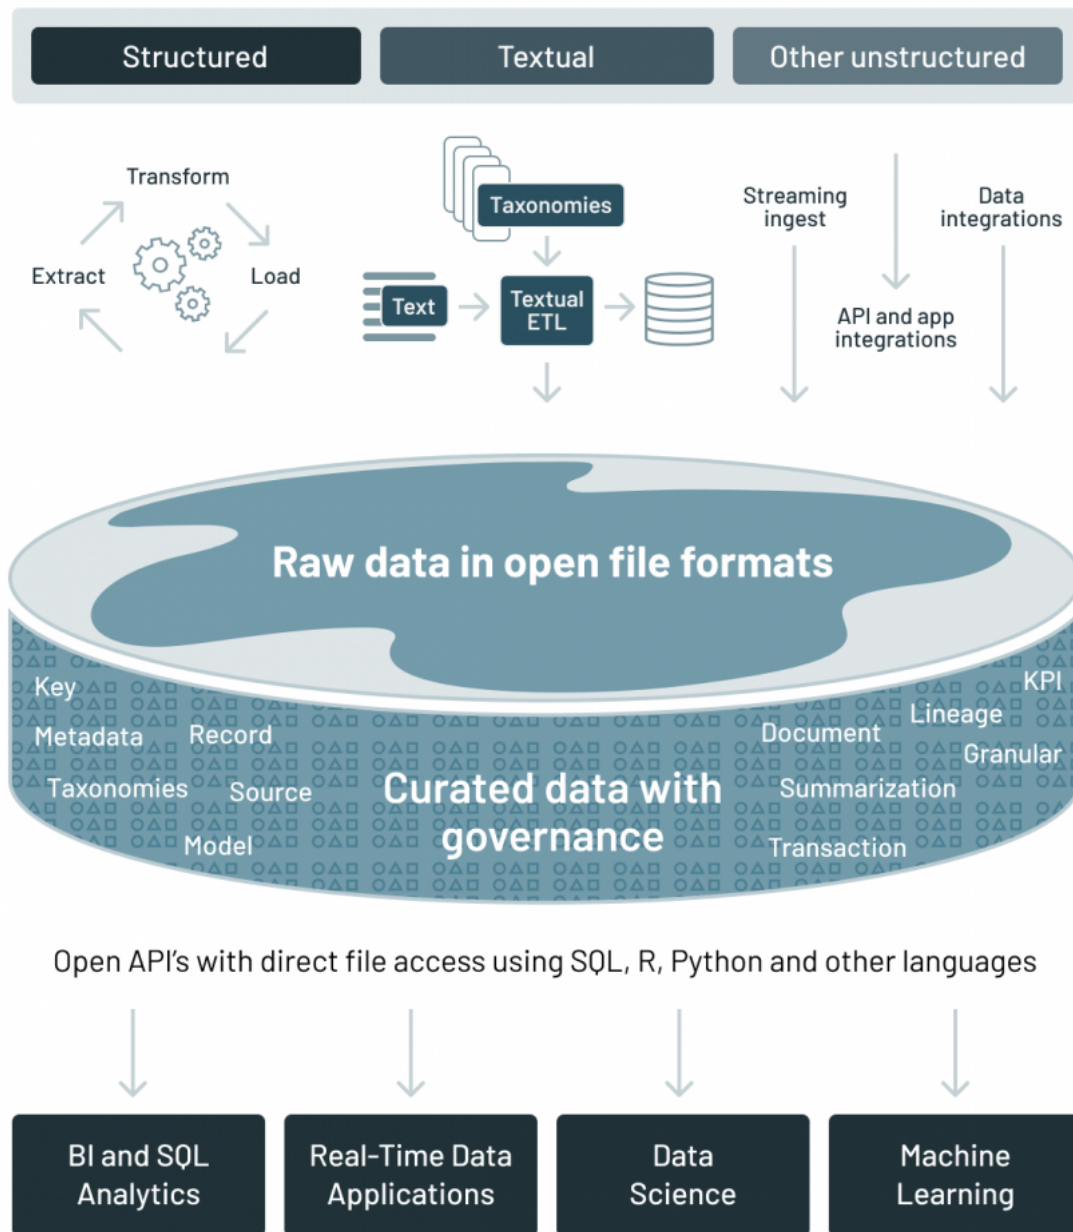 Structured
Textual
Other unstructured
Transform
Extract
Load
Taxonomies
Text
Textual
ETL
Streaming
ingest
API and app
integrations
Data
integrations
Raw data in open file formats
Key
Metadata
Record
Taxonomies
Source
Model
Curated data with
governance
KPI
Lineage
Document
Granular
Summarization
Transaction
Open API's with direct file access using SQL, R, Python and other languages
BI and SQL
Analytics
Real-Time Data
Applications
Data
Science
Machine
Learning